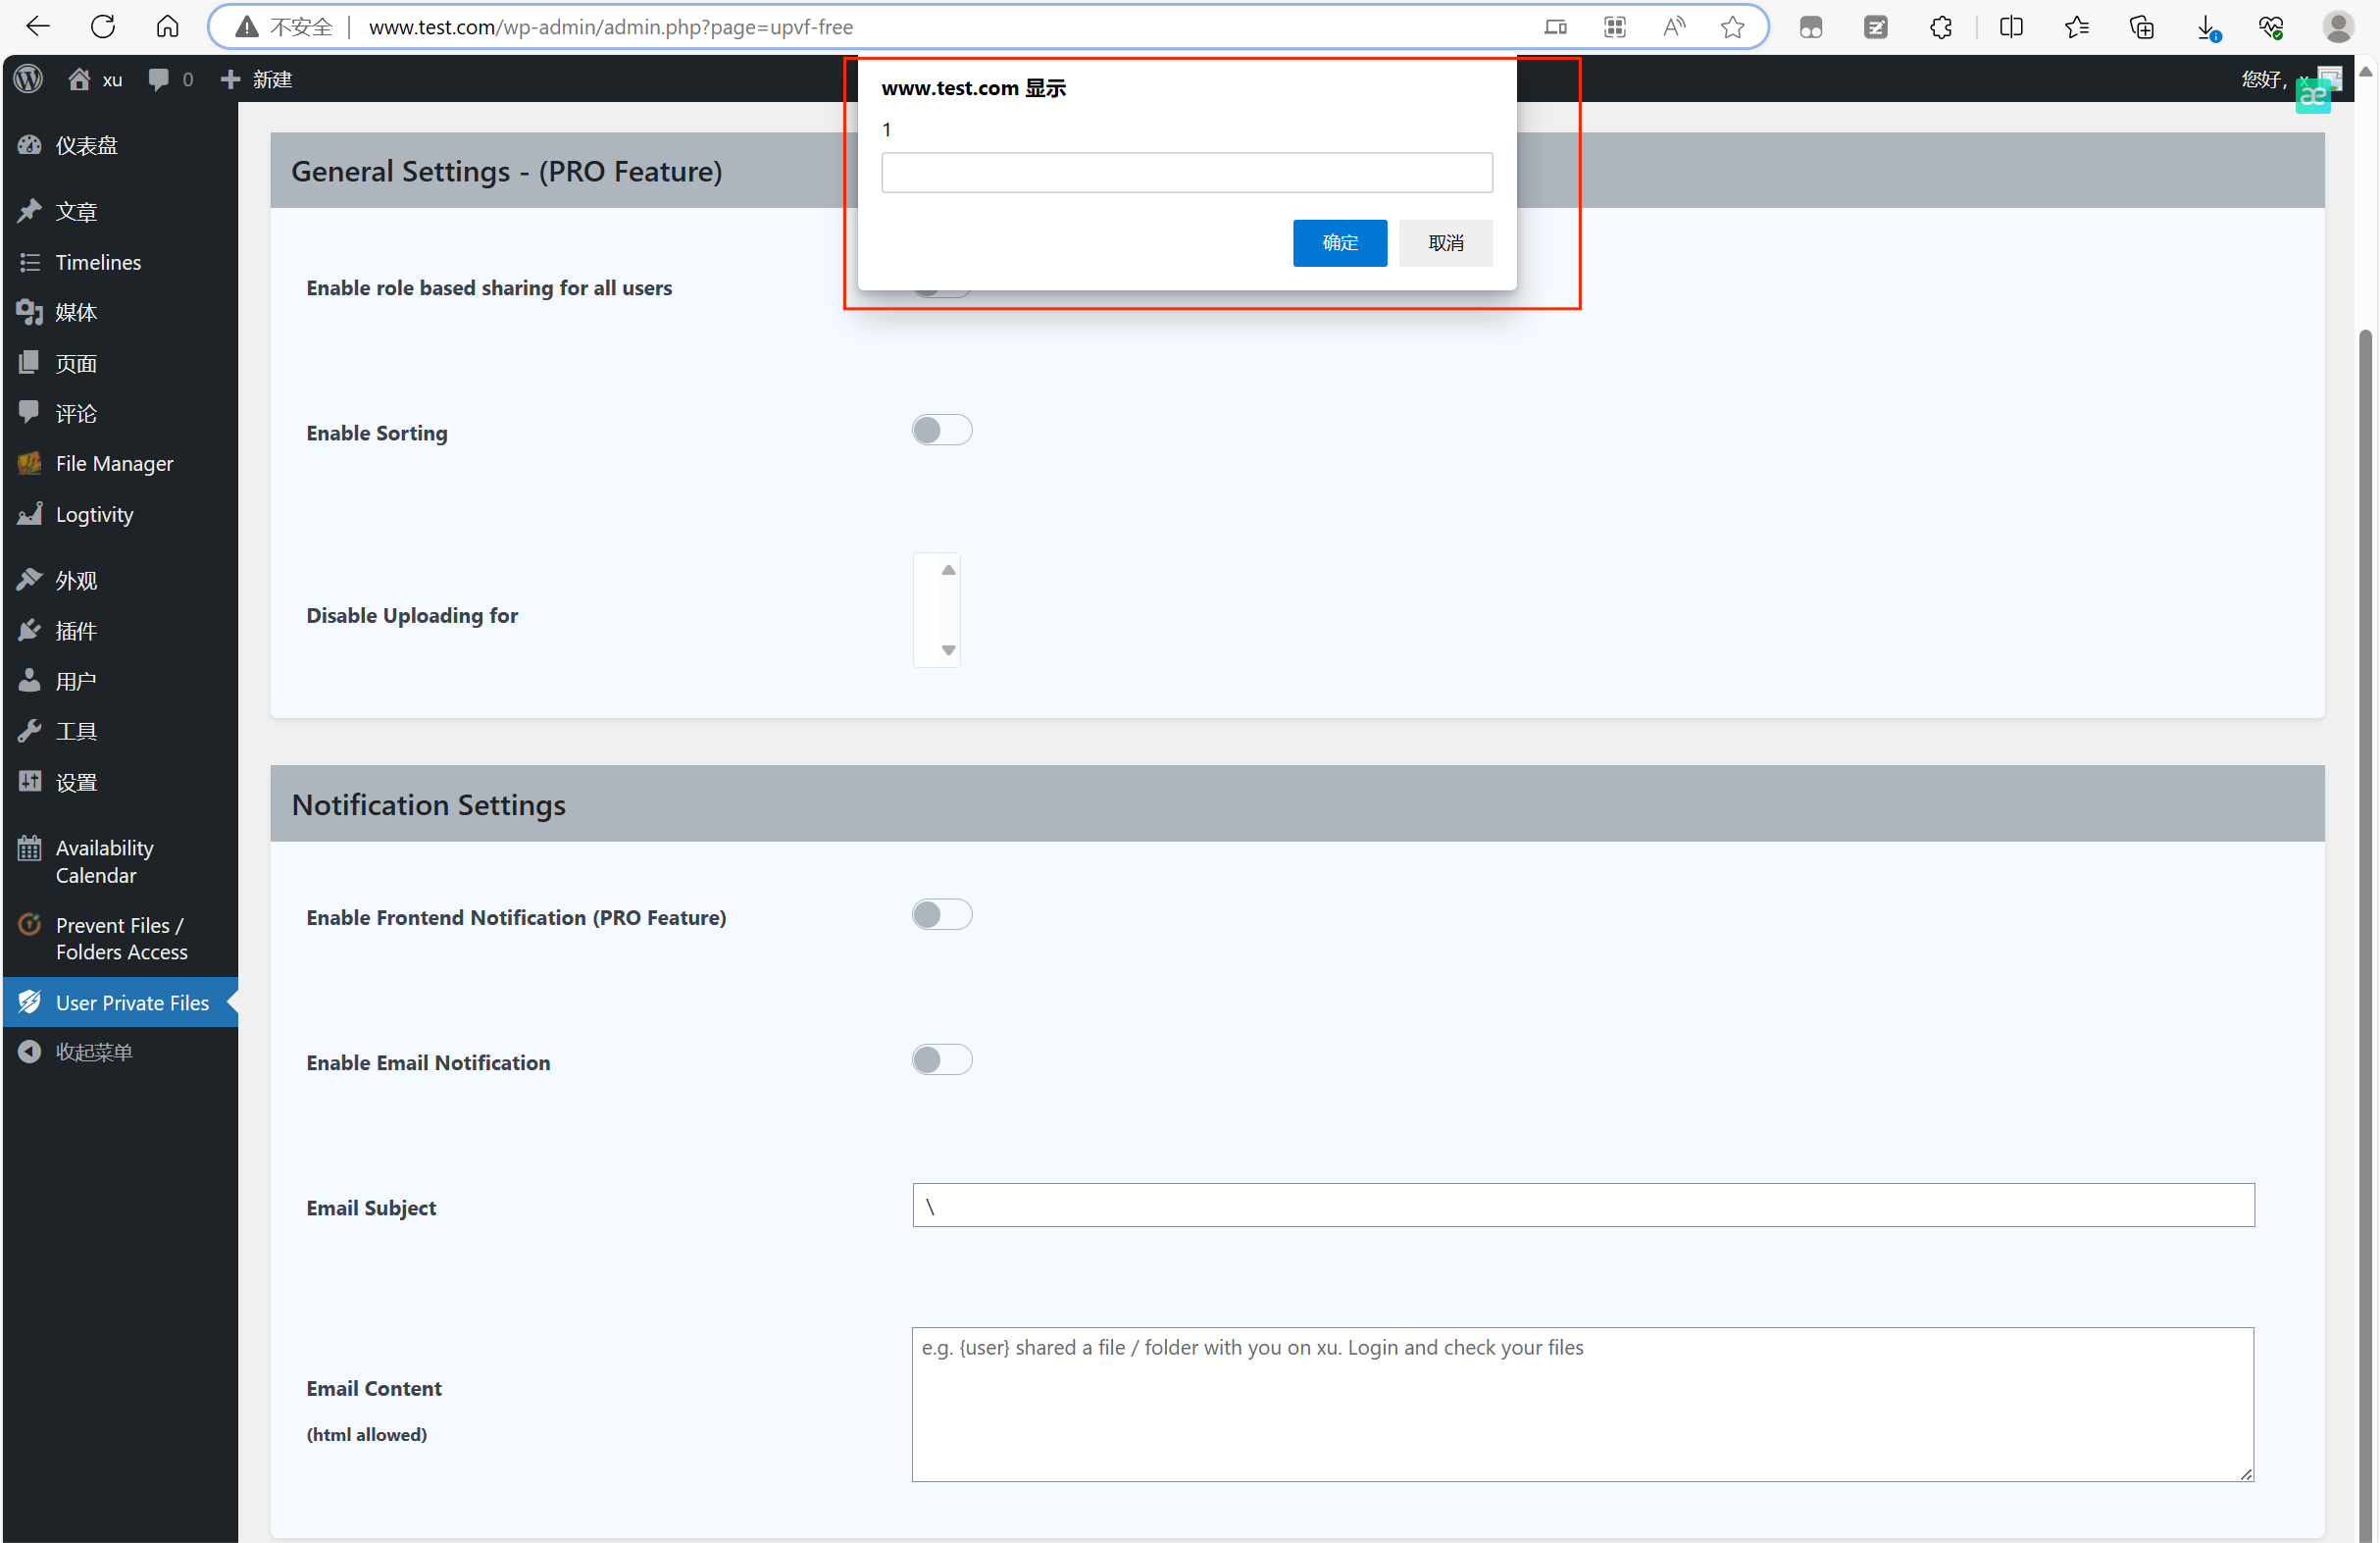 不安全 www.test.com/wp-admin/admin.php?page=upvf-free
xu 0 新建 您好, x
www.test.com 显示
1
确定 取消
仪表盘
文章
Timelines
媒体
页面
评论
File Manager
Logtivity
外观
插件
用户
工具
设置
Availability
Calendar
Prevent Files /
Folders Access
User Private Files
收起菜单
General Settings - (PRO Feature)
Enable role based sharing for all users
Enable Sorting
Disable Uploading for
Notification Settings
Enable Frontend Notification (PRO Feature)
Enable Email Notification
Email Subject
\
e.g. {user} shared a file / folder with you on xu. Login and check your files
Email Content
(html allowed)